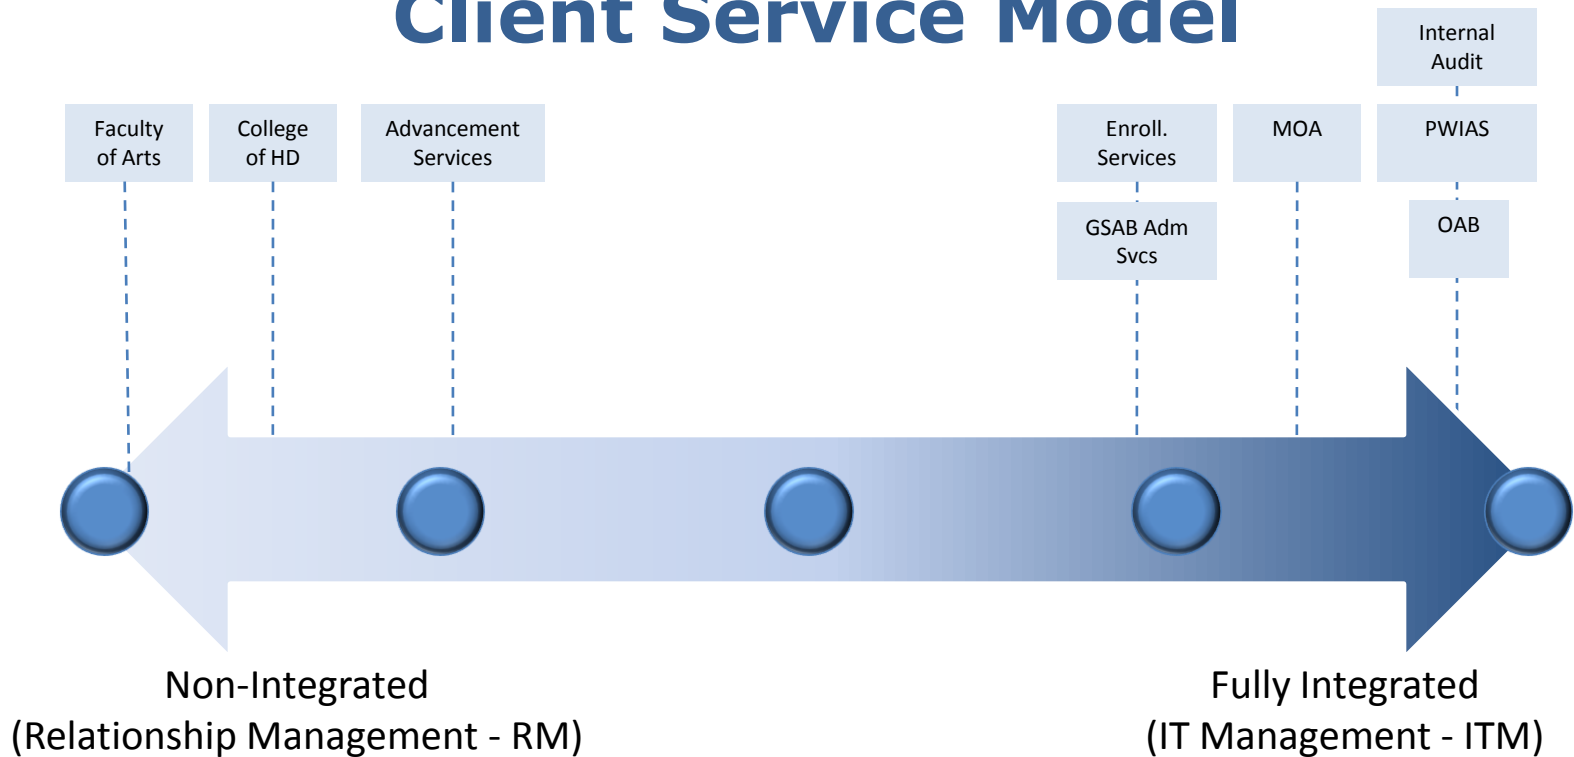 Client Service Model
Internal
Audit
Faculty
of Arts
College
of HD
Advancement
Services
Enroll.
Services
MOA
PWIAS
GSAB Adm
Svcs
OAB
Non-Integrated
(Relationship Management - RM)
Fully Integrated
(IT Management - ITM)